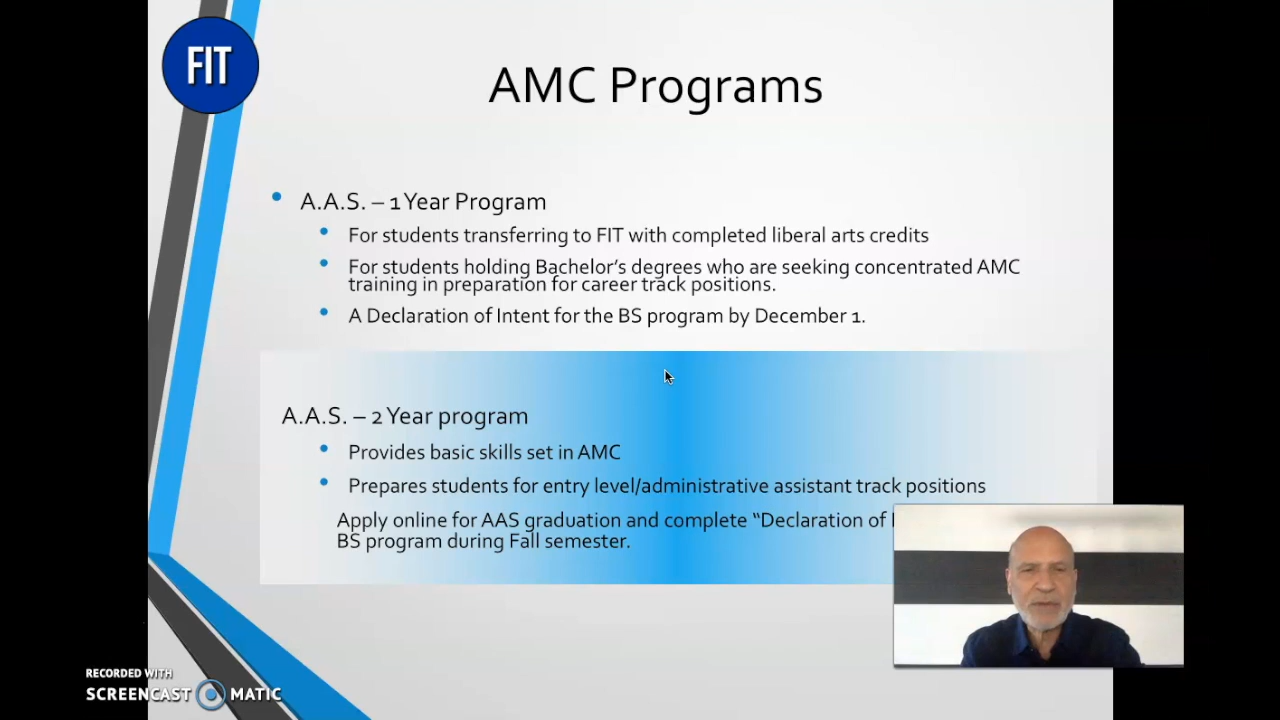 FIT
AMC Programs
A.A.S. – 1 Year Program
For students transferring to FIT with completed liberal arts credits
For students holding Bachelor’s degrees who are seeking concentrated AMC
training in preparation for career track positions.
A Declaration of Intent for the BS program by December 1.
A.A.S. – 2 Year program
Provides basic skills set in AMC
Prepares students for entry level/administrative assistant track positions
Apply online for AAS graduation and complete “Declaration of
BS program during Fall semester.
RECORDED WITH
SCREENCAST MATIC